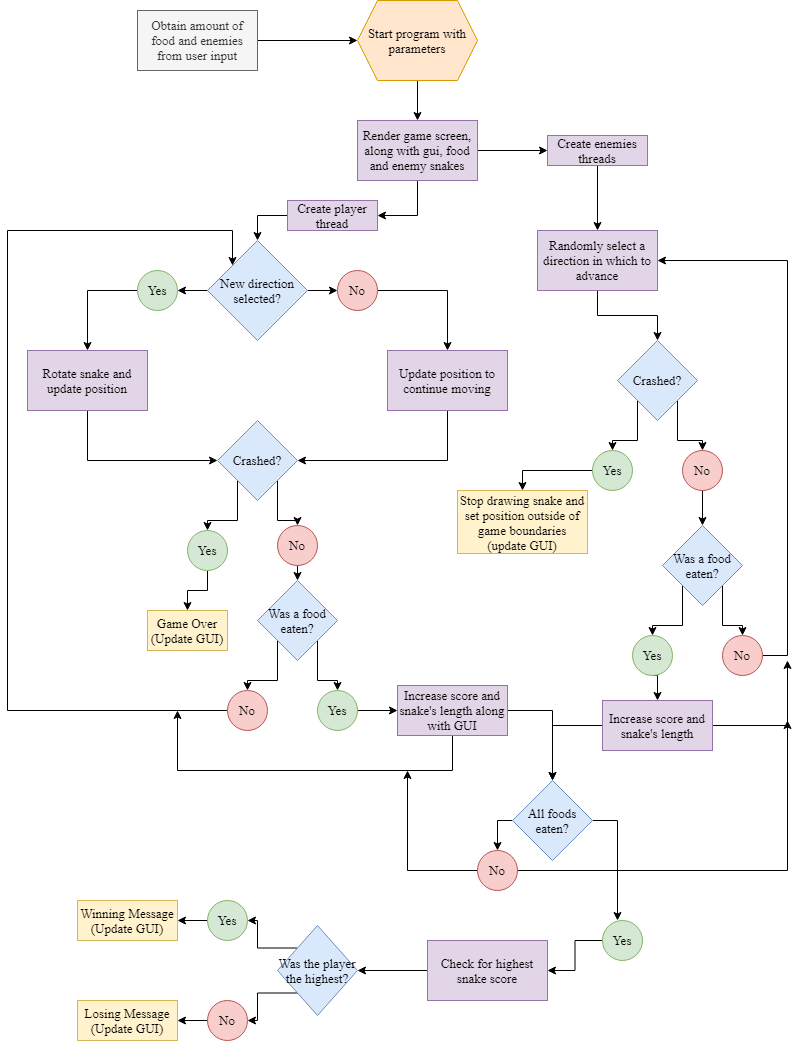 Obtain amount of
food and enemies
from user input
Start program with
parameters
Render game screen,
along with gui, food
and enemy snakes
Create enemies
threads
Create player
thread
Randomly select a
direction in which to
advance
New direction
selected?
Yes
No
Rotate snake and
update position
Update position to
continue moving
Crashed?
Crashed?
Yes
No
Yes
No
Stop drawing snake and
set position outside of
game boundaries
(update GUI)
Yes
No
Game Over
(Update GUI)
Was a food
eaten?
Was a food
eaten?
No
Yes
Increase score and
snake's length along
with GUI
Increase score and
snake's length
All foods
eaten?
No
Yes
Check for highest
snake score
Was the player
the highest?
Yes
Winning Message
(Update GUI)
No
Losing Message
(Update GUI)